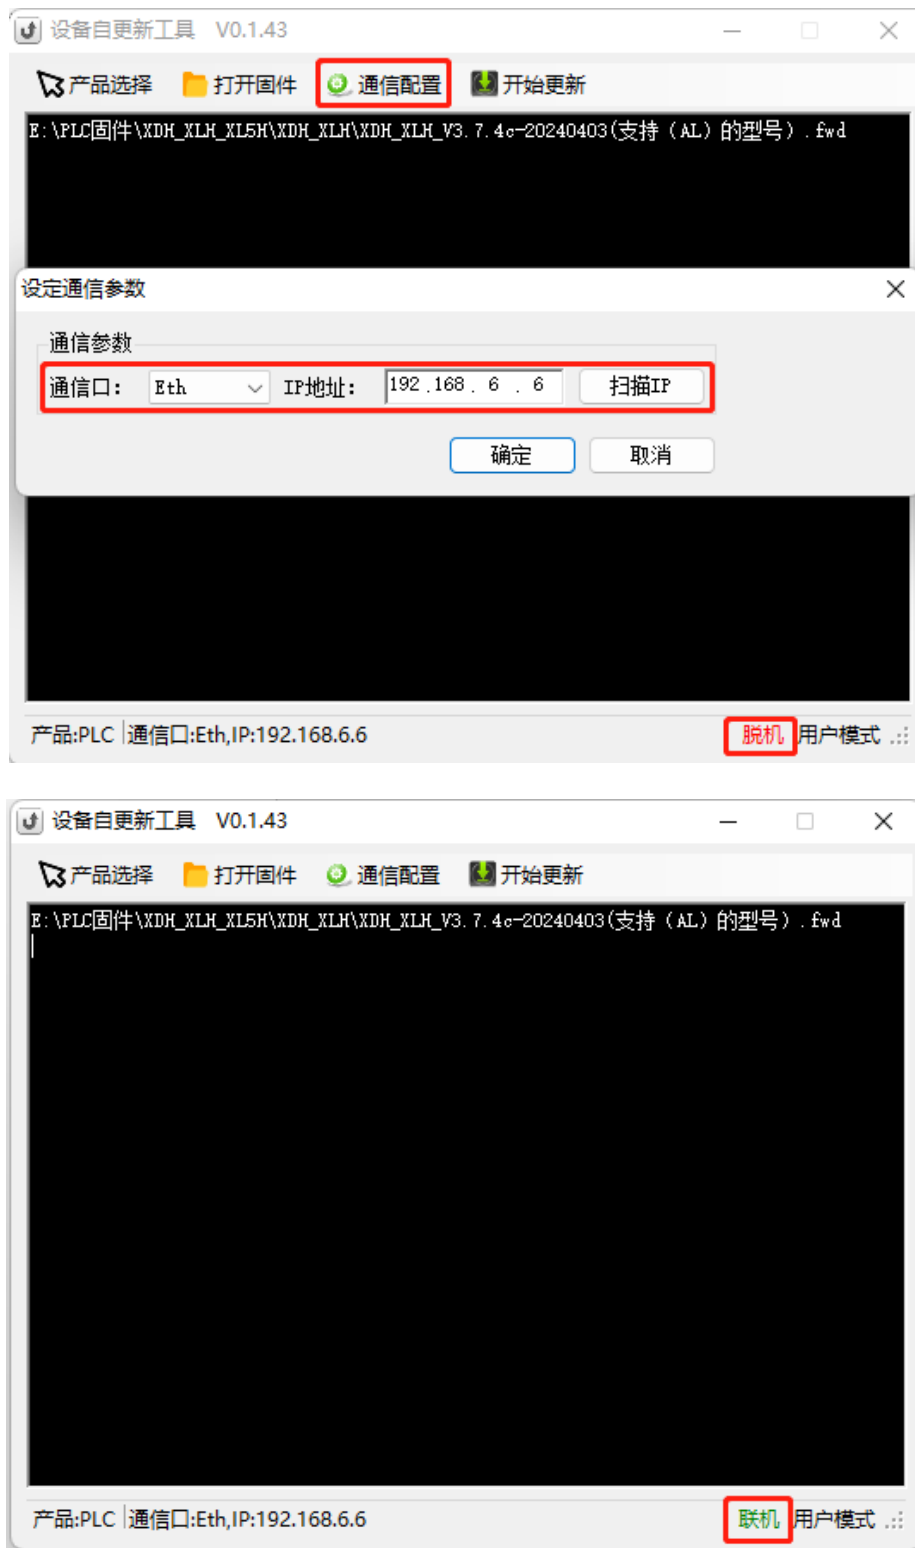 设备自更新工具 V0.1.43
产品选择 打开固件 通信配置 开始更新
E:\PLC固件\XDH_XLH_XL5H\XDH_XLH\XDH_XLH_V3.7.4c-20240403(支持（AL）的型号）.fwd
设定通信参数
通信参数
通信口： Eth IP地址： 192.168.6.6 扫描IP
确定 取消
产品:PLC 通信口:Eth,IP:192.168.6.6 脱机 用户模式
设备自更新工具 V0.1.43
产品选择 打开固件 通信配置 开始更新
E:\PLC固件\XDH_XLH_XL5H\XDH_XLH\XDH_XLH_V3.7.4c-20240403(支持（AL）的型号）.fwd
产品:PLC 通信口:Eth,IP:192.168.6.6 联机 用户模式